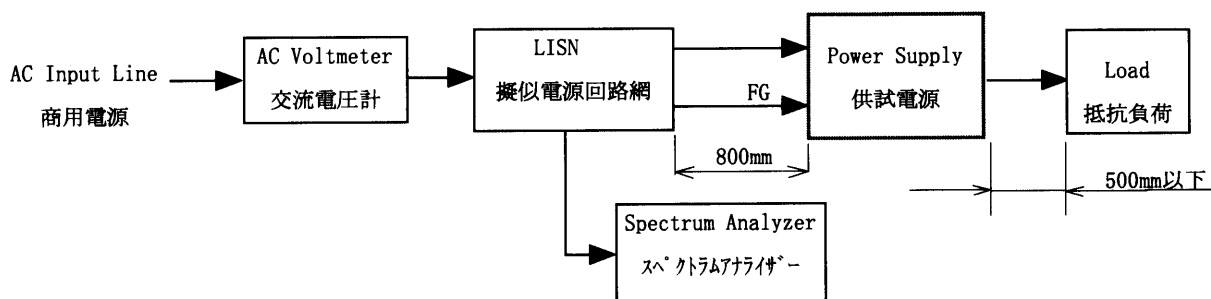 AC Input Line
商用電源
AC Voltmeter
交流電圧計
LISN
擬似電源回路網
FG
800mm
Power Supply
供試電源
Load
抵抗負荷
500mm以下
Spectrum Analyzer
スペクトラムアナライザー